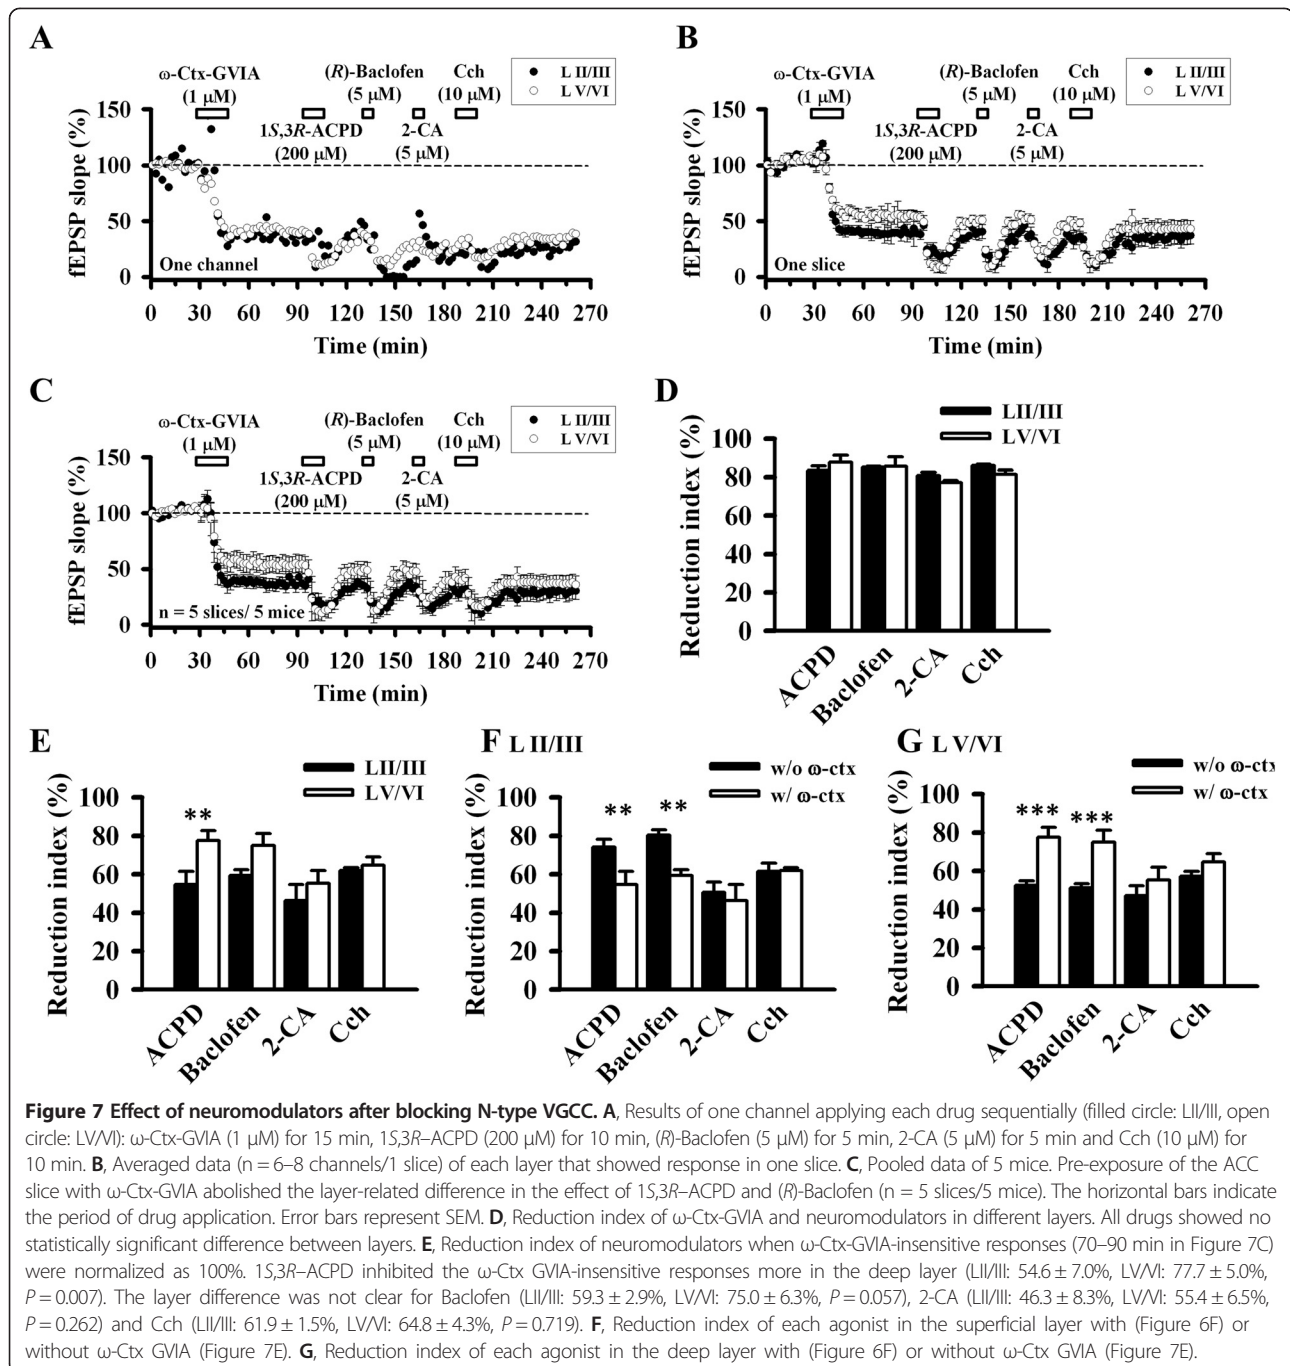 A
ω-Ctx-GVIA
(1 μM)
(R)-Baclofen
(5 μM)
Cch
(10 μM)
L II/III
L V/VI
1S,3R-ACPD
(200 μM)
2-CA
(5 μM)
fEPSP slope (%)
150
100
50
0
One channel
0 30 60 90 120 150 180 210 240 270
Time (min)
B
ω-Ctx-GVIA
(1 μM)
(R)-Baclofen
(5 μM)
Cch
(10 μM)
L II/III
L V/VI
1S,3R-ACPD
(200 μM)
2-CA
(5 μM)
fEPSP slope (%)
150
100
50
0
One slice
0 30 60 90 120 150 180 210 240 270
Time (min)
C
ω-Ctx-GVIA
(1 μM)
(R)-Baclofen
(5 μM)
Cch
(10 μM)
L II/III
L V/VI
1S,3R-ACPD
(200 μM)
2-CA
(5 μM)
fEPSP slope (%)
150
100
50
0
n = 5 slices/ 5 mice
0 30 60 90 120 150 180 210 240 270
Time (min)
D
LII/III
LV/VI
Reduction index (%)
100
80
60
40
20
0
ACPD
Baclofen
2-CA
Cch
E
LII/III
LV/VI
Reduction index (%)
100
80
60
40
20
0
**
ACPD
Baclofen
2-CA
Cch
F L II/III
w/o ω-ctx
w/ ω-ctx
Reduction index (%)
100
80
60
40
20
0
** **
ACPD
Baclofen
2-CA
Cch
G L V/VI
w/o ω-ctx
w/ ω-ctx
Reduction index (%)
100
80
60
40
20
0
*** ***
ACPD
Baclofen
2-CA
Cch
Figure 7 Effect of neuromodulators after blocking N-type VGCC. A, Results of one channel applying each drug sequentially (filled circle: LII/III, open
circle: LV/VI): ω-Ctx-GVIA (1 μM) for 15 min, 1S,3R–ACPD (200 μM) for 10 min, (R)-Baclofen (5 μM) for 5 min, 2-CA (5 μM) for 5 min and Cch (10 μM) for
10 min. B, Averaged data (n = 6–8 channels/1 slice) of each layer that showed response in one slice. C, Pooled data of 5 mice. Pre-exposure of the ACC
slice with ω-Ctx-GVIA abolished the layer-related difference in the effect of 1S,3R–ACPD and (R)-Baclofen (n = 5 slices/5 mice). The horizontal bars indicate
the period of drug application. Error bars represent SEM. D, Reduction index of ω-Ctx-GVIA and neuromodulators in different layers. All drugs showed no
statistically significant difference between layers. E, Reduction index of neuromodulators when ω-Ctx-GVIA-insensitive responses (70–90 min in Figure 7C)
were normalized as 100%. 1S,3R–ACPD inhibited the ω-Ctx GVIA-insensitive responses more in the deep layer (LII/III: 54.6 ± 7.0%, LV/VI: 77.7 ± 5.0%,
P = 0.007). The layer difference was not clear for Baclofen (LII/III: 59.3 ± 2.9%, LV/VI: 75.0 ± 6.3%, P = 0.057), 2-CA (LII/III: 46.3 ± 8.3%, LV/VI: 55.4 ± 6.5%,
P = 0.262) and Cch (LII/III: 61.9 ± 1.5%, LV/VI: 64.8 ± 4.3%, P = 0.719). F, Reduction index of each agonist in the superficial layer with (Figure 6F) or
without ω-Ctx GVIA (Figure 7E). G, Reduction index of each agonist in the deep layer with (Figure 6F) or without ω-Ctx GVIA (Figure 7E).